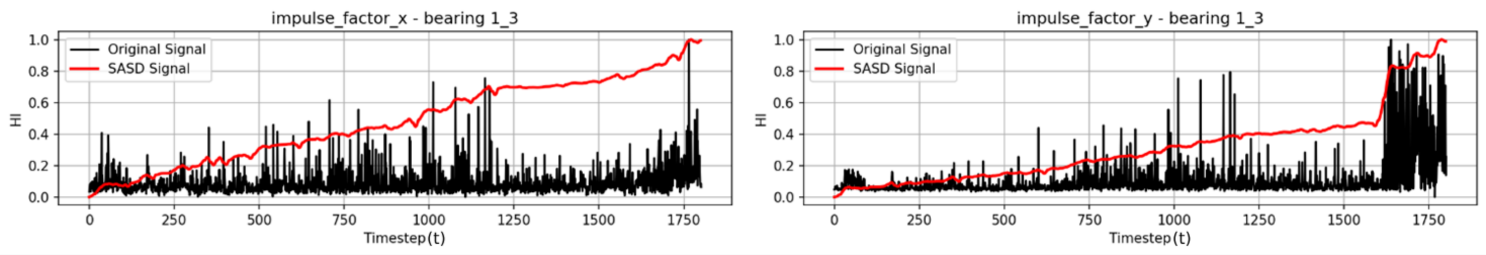 impulse_factor_x - bearing 1_3
1.0
0.8
0.6
0.4
0.2
0.0
HI
Original Signal
SASD Signal
0 250 500 750 1000 1250 1500 1750
Timestep(t)
impulse_factor_y - bearing 1_3
1.0
0.8
0.6
0.4
0.2
0.0
HI
Original Signal
SASD Signal
0 250 500 750 1000 1250 1500 1750
Timestep(t)